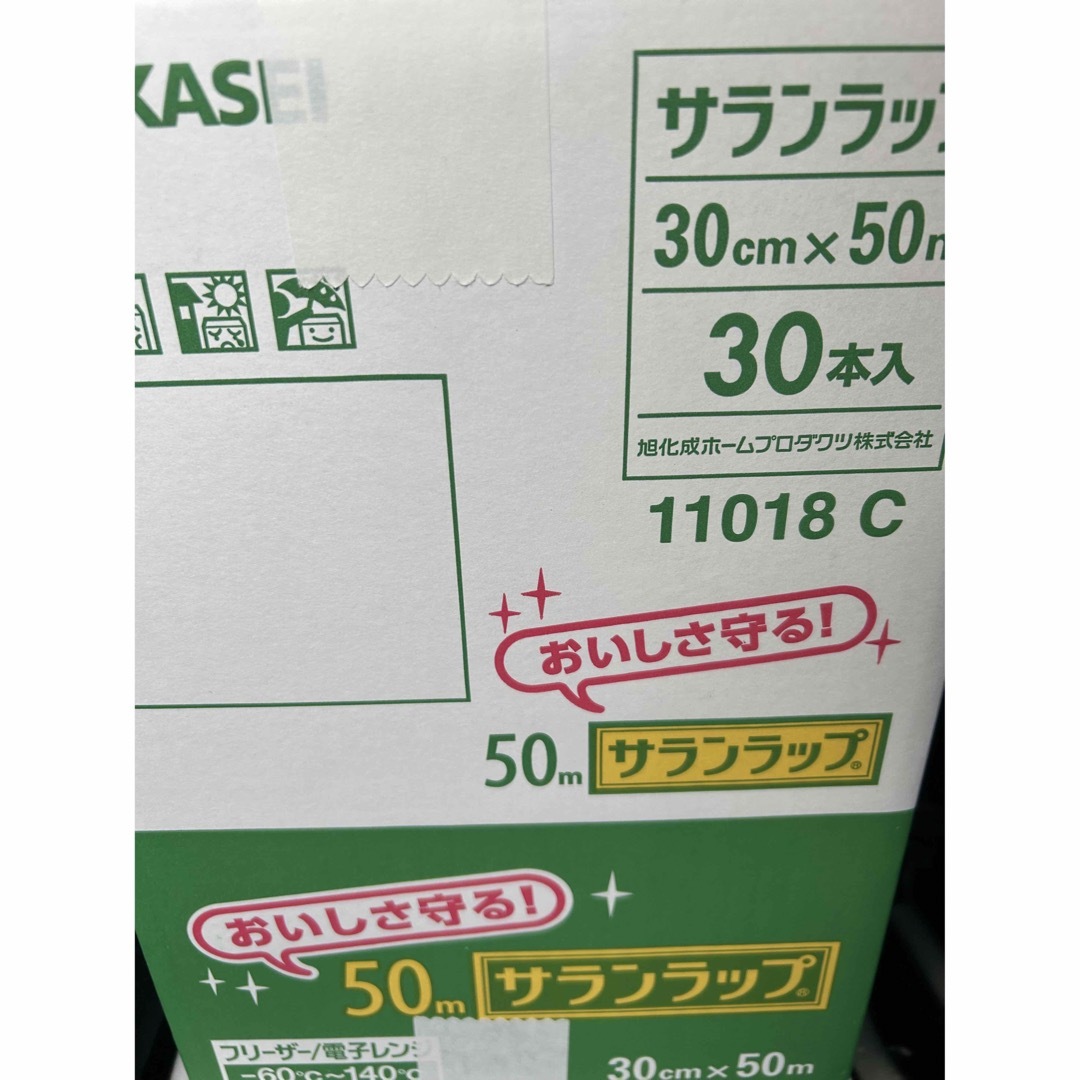 KASEI
サランラップ
30cm×50m
30本入
旭化成ホームプロダクツ株式会社
11018 C
おいしさ守る!
50m サランラップ®
おいしさ守る!
50m サランラップ®
フリーザー/電子レンジ
-60℃~140℃
30cm×50m